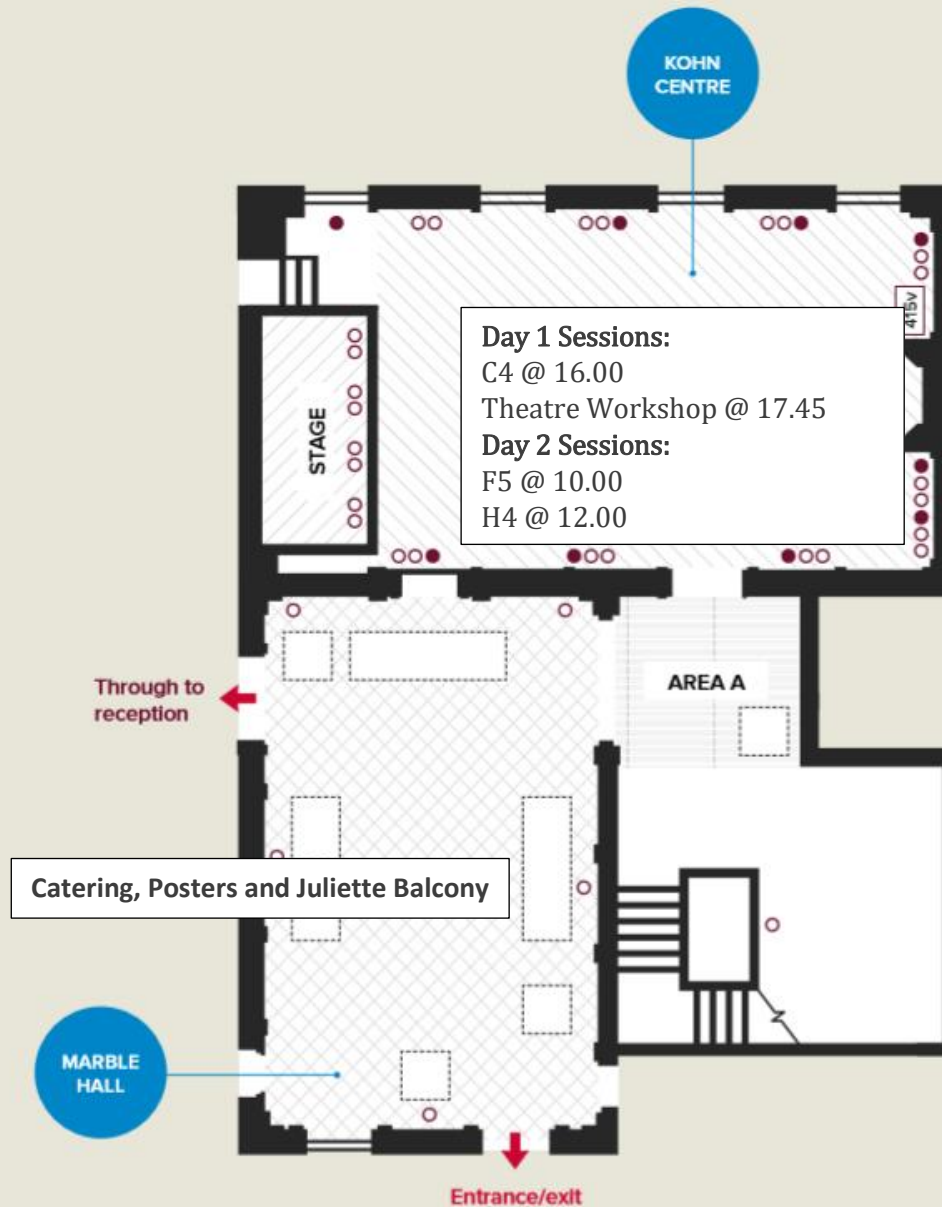 KOHN
CENTRE
415v
Day 1 Sessions:
C4 @ 16.00
Theatre Workshop @ 17.45
Day 2 Sessions:
F5 @ 10.00
H4 @ 12.00
STAGE
Through to
reception
AREA A
Catering, Posters and Juliette Balcony
MARBLE
HALL
Entrance/exit